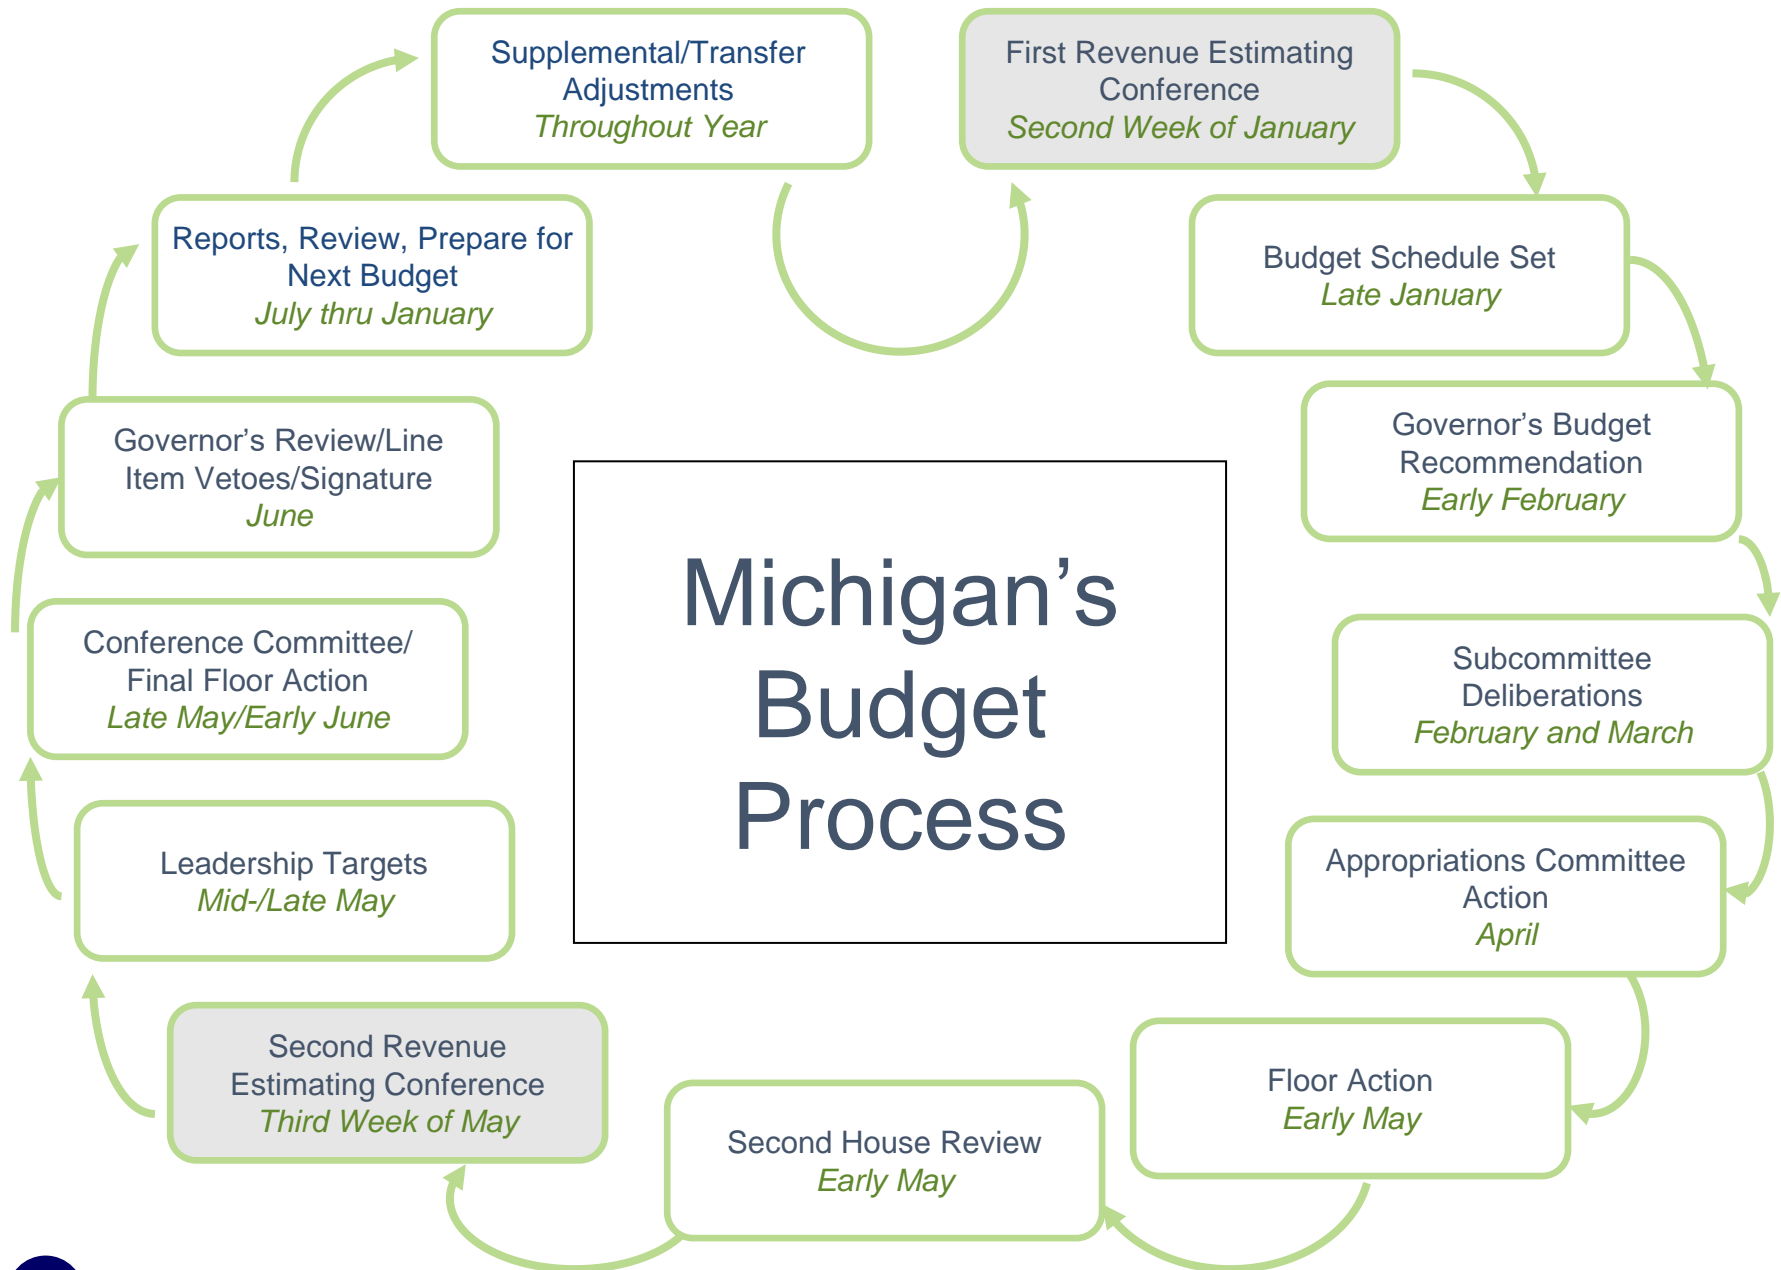 Supplemental/Transfer
Adjustments
Throughout Year
First Revenue Estimating
Conference
Second Week of January
Reports, Review, Prepare for
Next Budget
July thru January
Budget Schedule Set
Late January
Governor’s Review/Line
Item Vetoes/Signature
June
Governor’s Budget
Recommendation
Early February
Michigan’s
Budget
Process
Conference Committee/
Final Floor Action
Late May/Early June
Subcommittee
Deliberations
February and March
Leadership Targets
Mid-/Late May
Appropriations Committee
Action
April
Second Revenue
Estimating Conference
Third Week of May
Floor Action
Early May
Second House Review
Early May